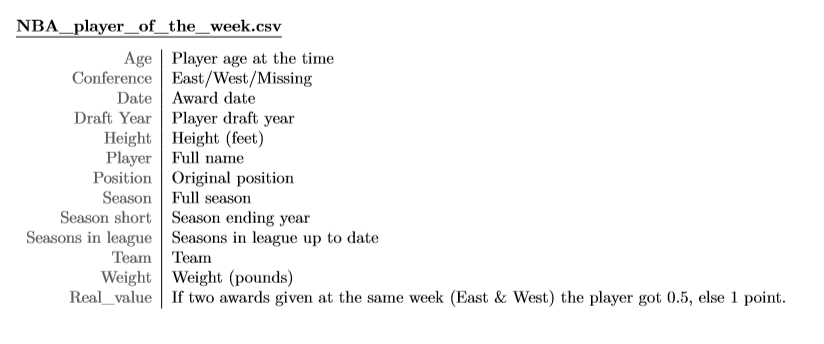 NBA_player_of_the_week.csv
Age Player age at the time
Conference East/West/Missing
Date Award date
Draft Year Player draft year
Height Height (feet)
Player Full name
Position Original position
Season Full season
Season short Season ending year
Seasons in league Seasons in league up to date
Team Team
Weight Weight (pounds)
Real_value If two awards given at the same week (East & West) the player got 0.5, else 1 point.